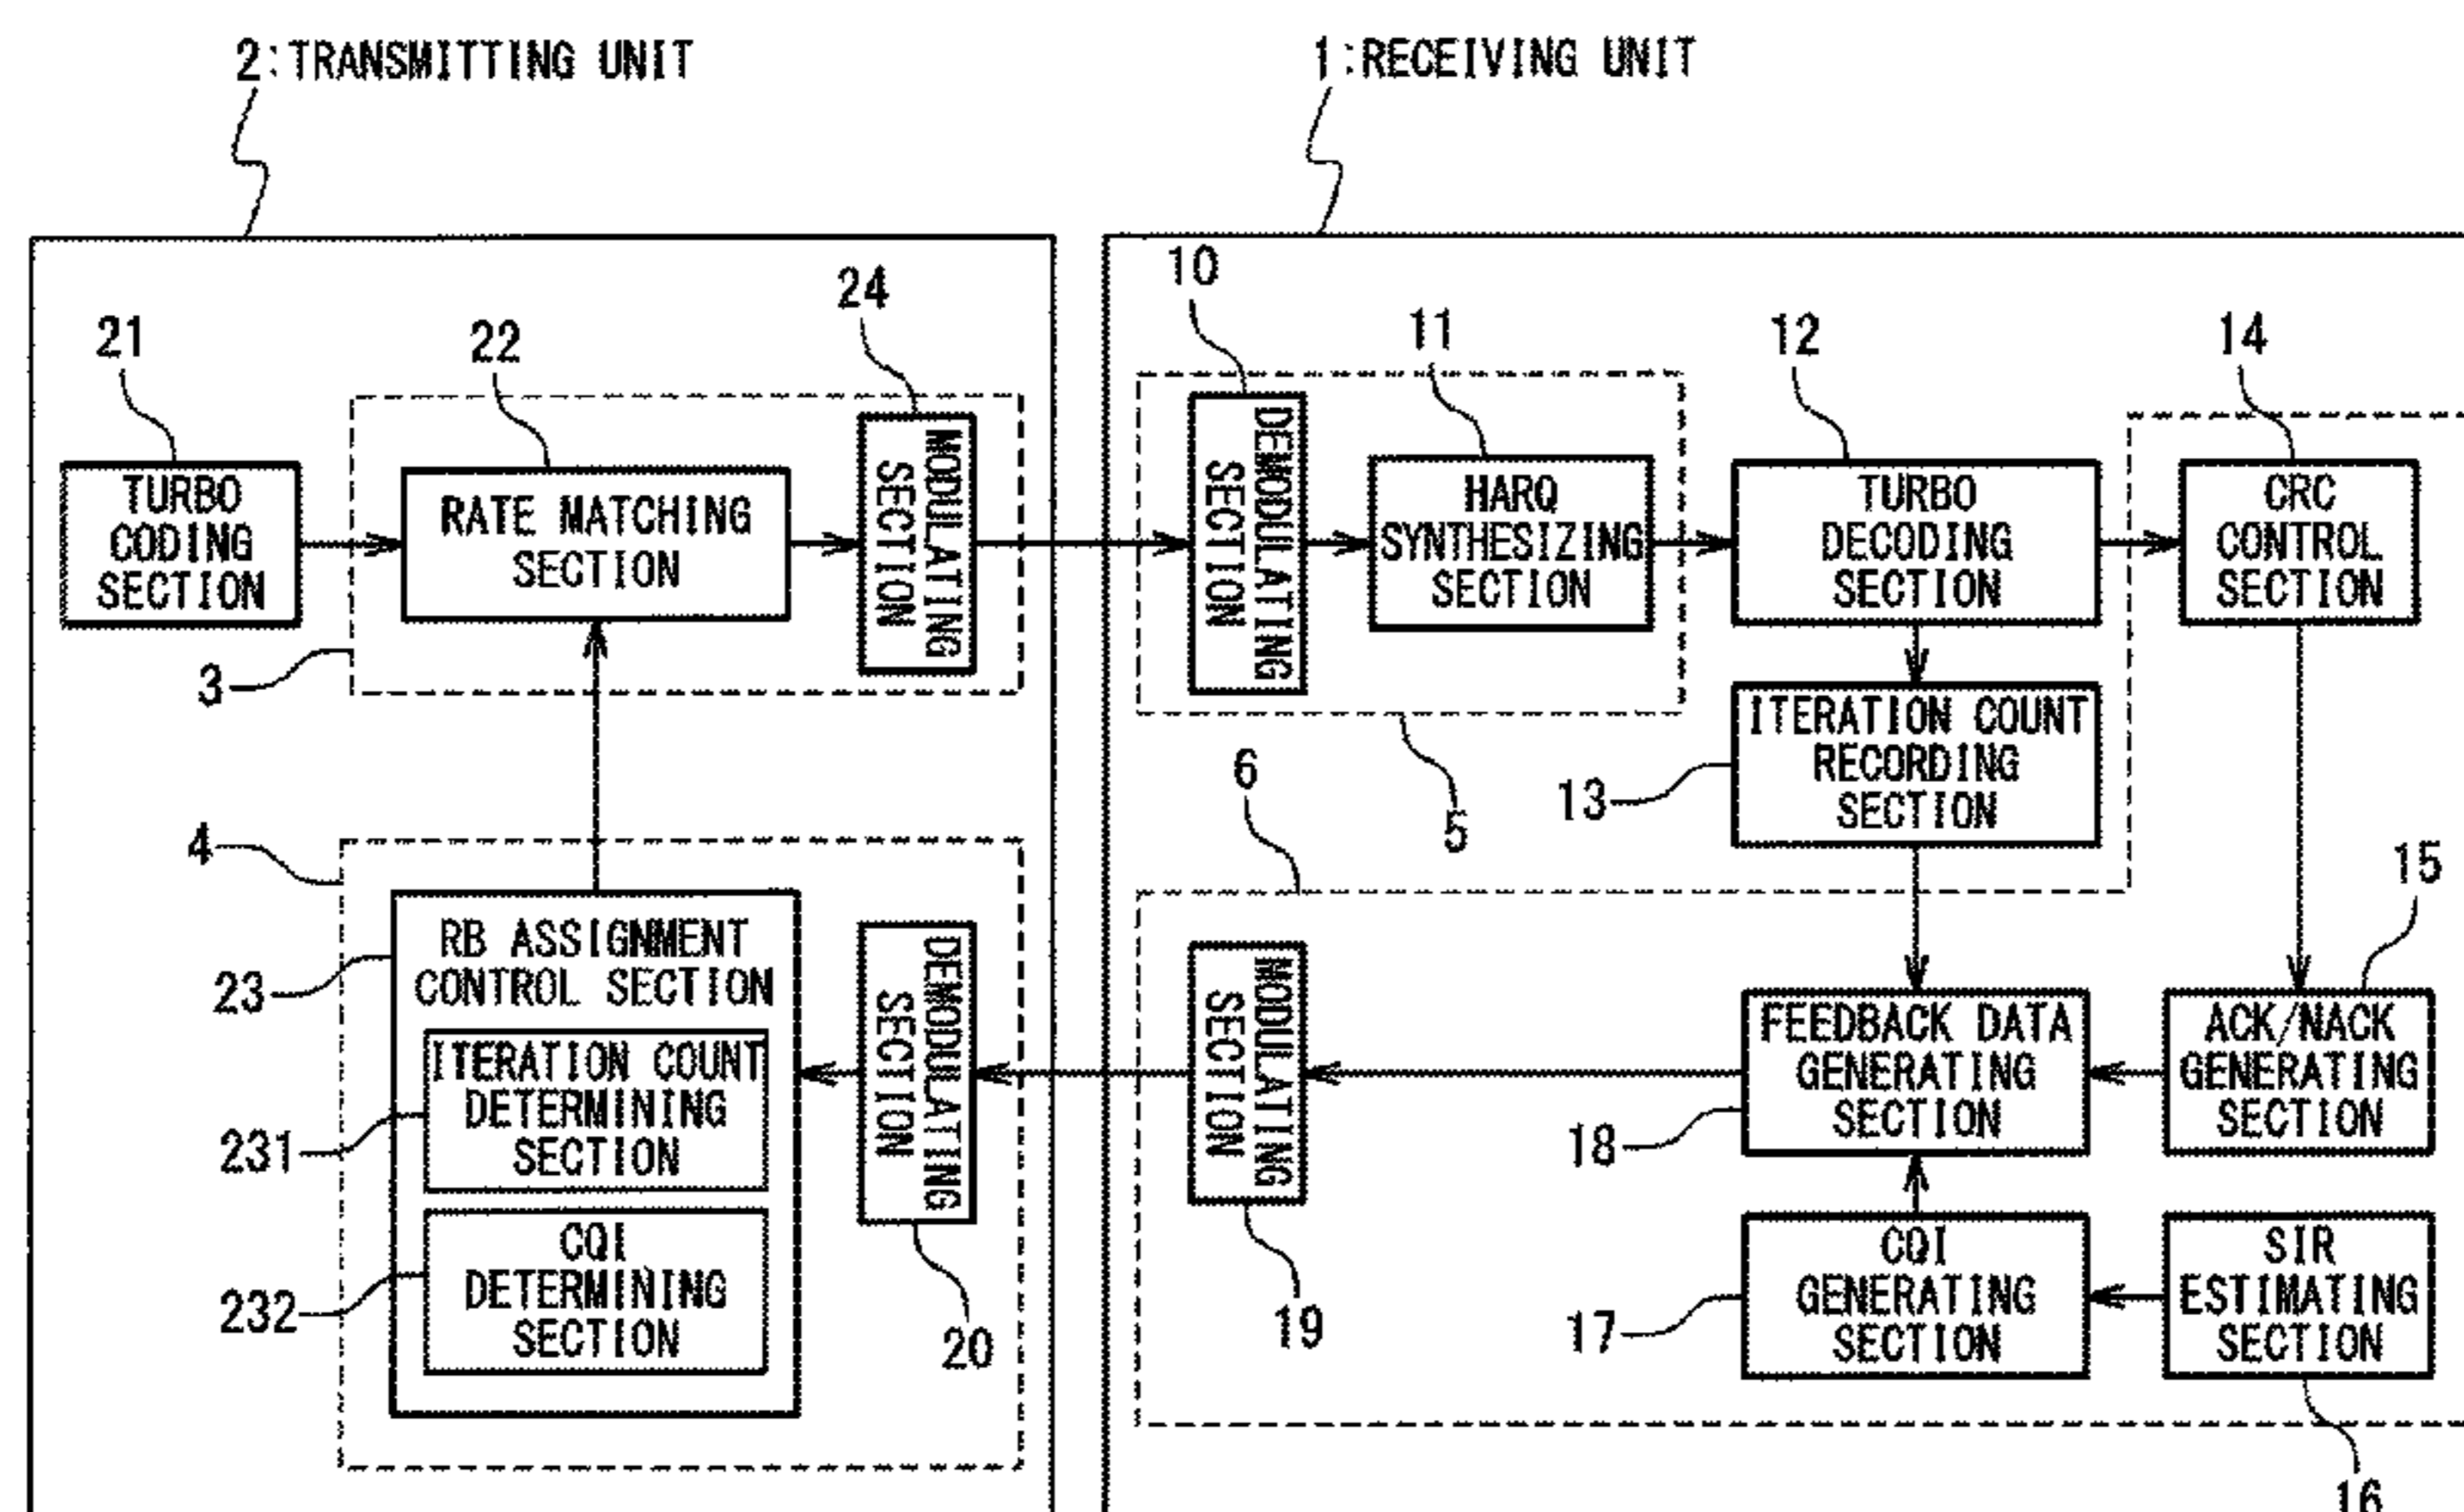 2:TRANSMITTING UNIT
1:RECEIVING UNIT
21
TURBO
CODING
SECTION
22
RATE MATCHING
SECTION
24
MODULATING
SECTION
3
10
DEMODULATING
SECTION
11
HARQ
SYNTHESIZING
SECTION
5
12
TURBO
DECODING
SECTION
14
CRC
CONTROL
SECTION
13
ITERATION COUNT
RECORDING
SECTION
4
23
RB ASSIGNMENT
CONTROL SECTION
231
ITERATION COUNT
DETERMINING
SECTION
232
CQI
DETERMINING
SECTION
DEMODULATING
SECTION
20
6
MODULATING
SECTION
19
FEEDBACK DATA
GENERATING
SECTION
18
15
ACK/NACK
GENERATING
SECTION
17
CQI
GENERATING
SECTION
SIR
ESTIMATING
SECTION
16